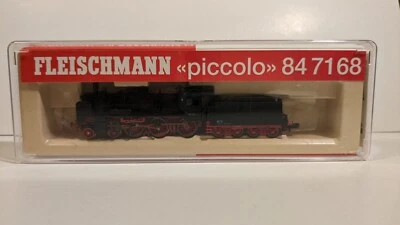 FLEISCHMANN «piccolo» 84 7168